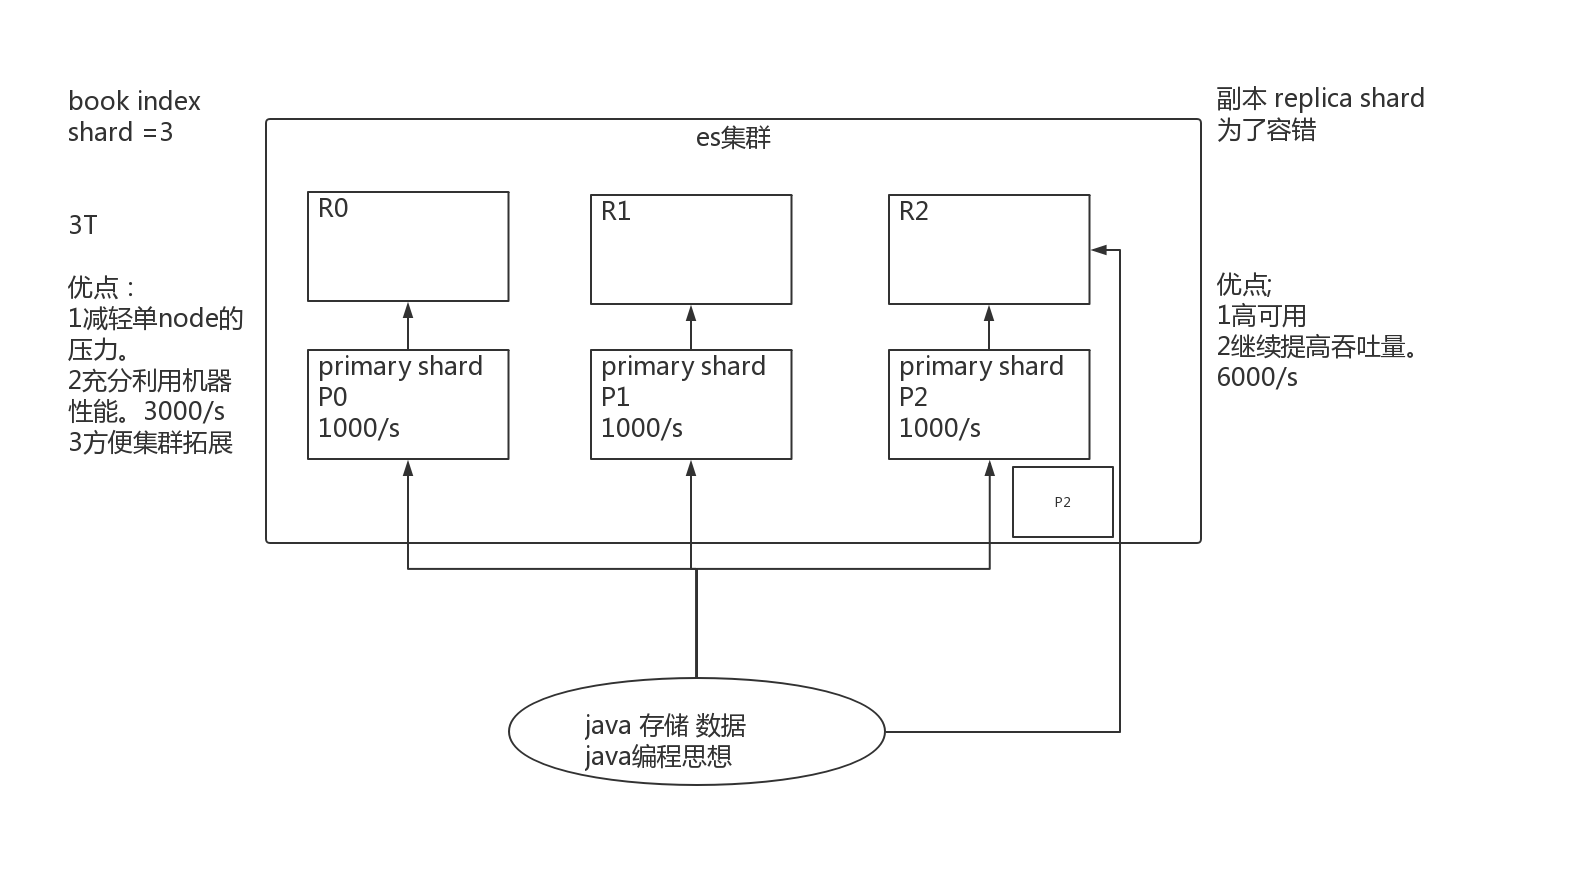 book index
shard =3
3T
优点：
1减轻单node的
压力。
2充分利用机器
性能。3000/s
3方便集群拓展
es集群
R0
R1
R2
primary shard
P0
1000/s
primary shard
P1
1000/s
primary shard
P2
1000/s
P2
java 存储 数据
java编程思想
副本 replica shard
为了容错
优点;
1高可用
2继续提高吞吐量。
6000/s